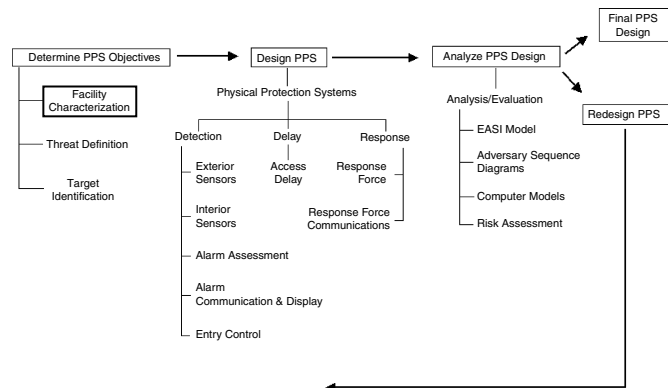 Final PPS
Design
Determine PPS Objectives
Design PPS
Analyze PPS Design
Redesign PPS
Facility
Characterization
Threat Definition
Target
Identification
Physical Protection Systems
Detection
Delay
Response
Exterior
Sensors
Access
Delay
Response
Force
Interior
Sensors
Response Force
Communications
Alarm Assessment
Alarm
Communication & Display
Entry Control
Analysis/Evaluation
EASI Model
Adversary Sequence
Diagrams
Computer Models
Risk Assessment